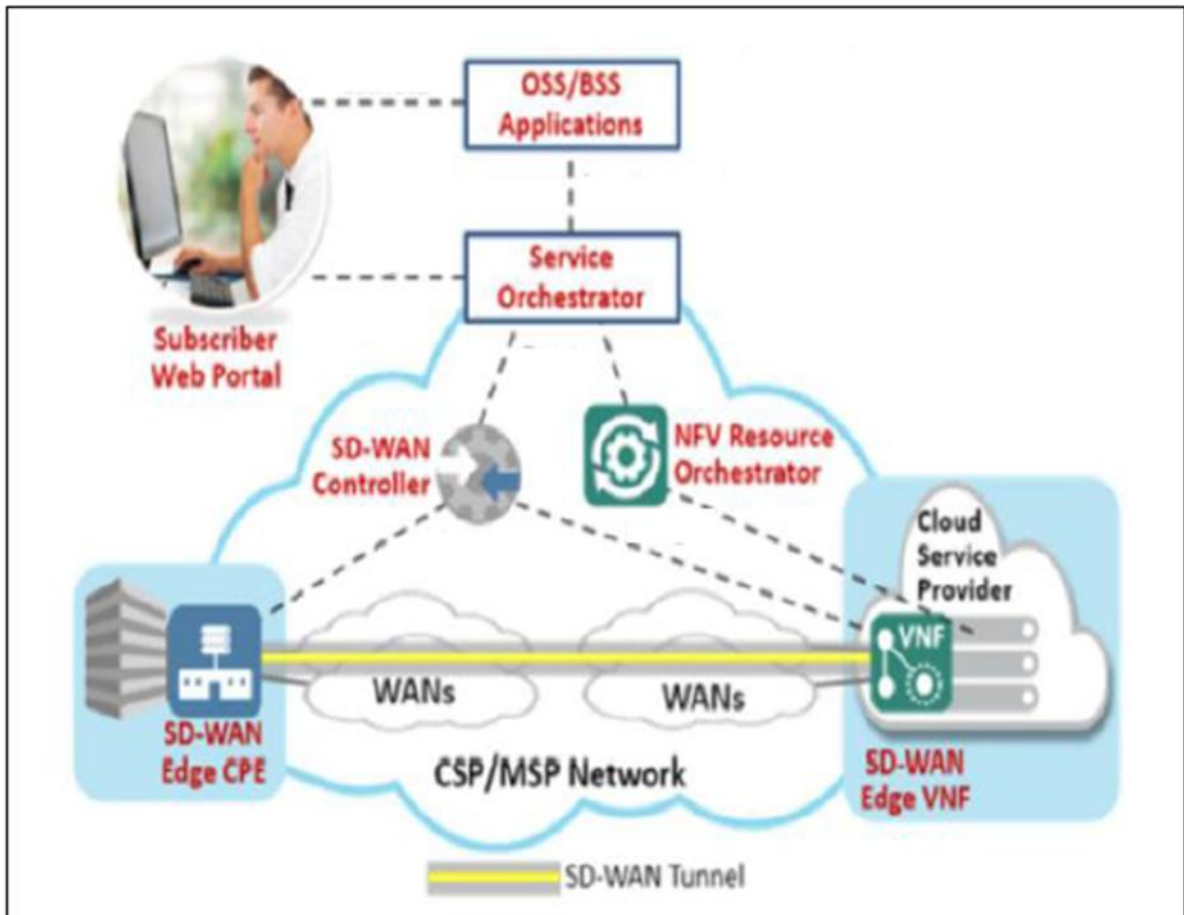 OSS/BSS
Applications
Service
Orchestrator
Subscriber
Web Portal
SD-WAN
Controller
NFV Resource
Orchestrator
Cloud
Service
Provider
VNF
WANs
WANs
SD-WAN
Edge CPE
CSP/MSP Network
SD-WAN
Edge VNF
SD-WAN Tunnel